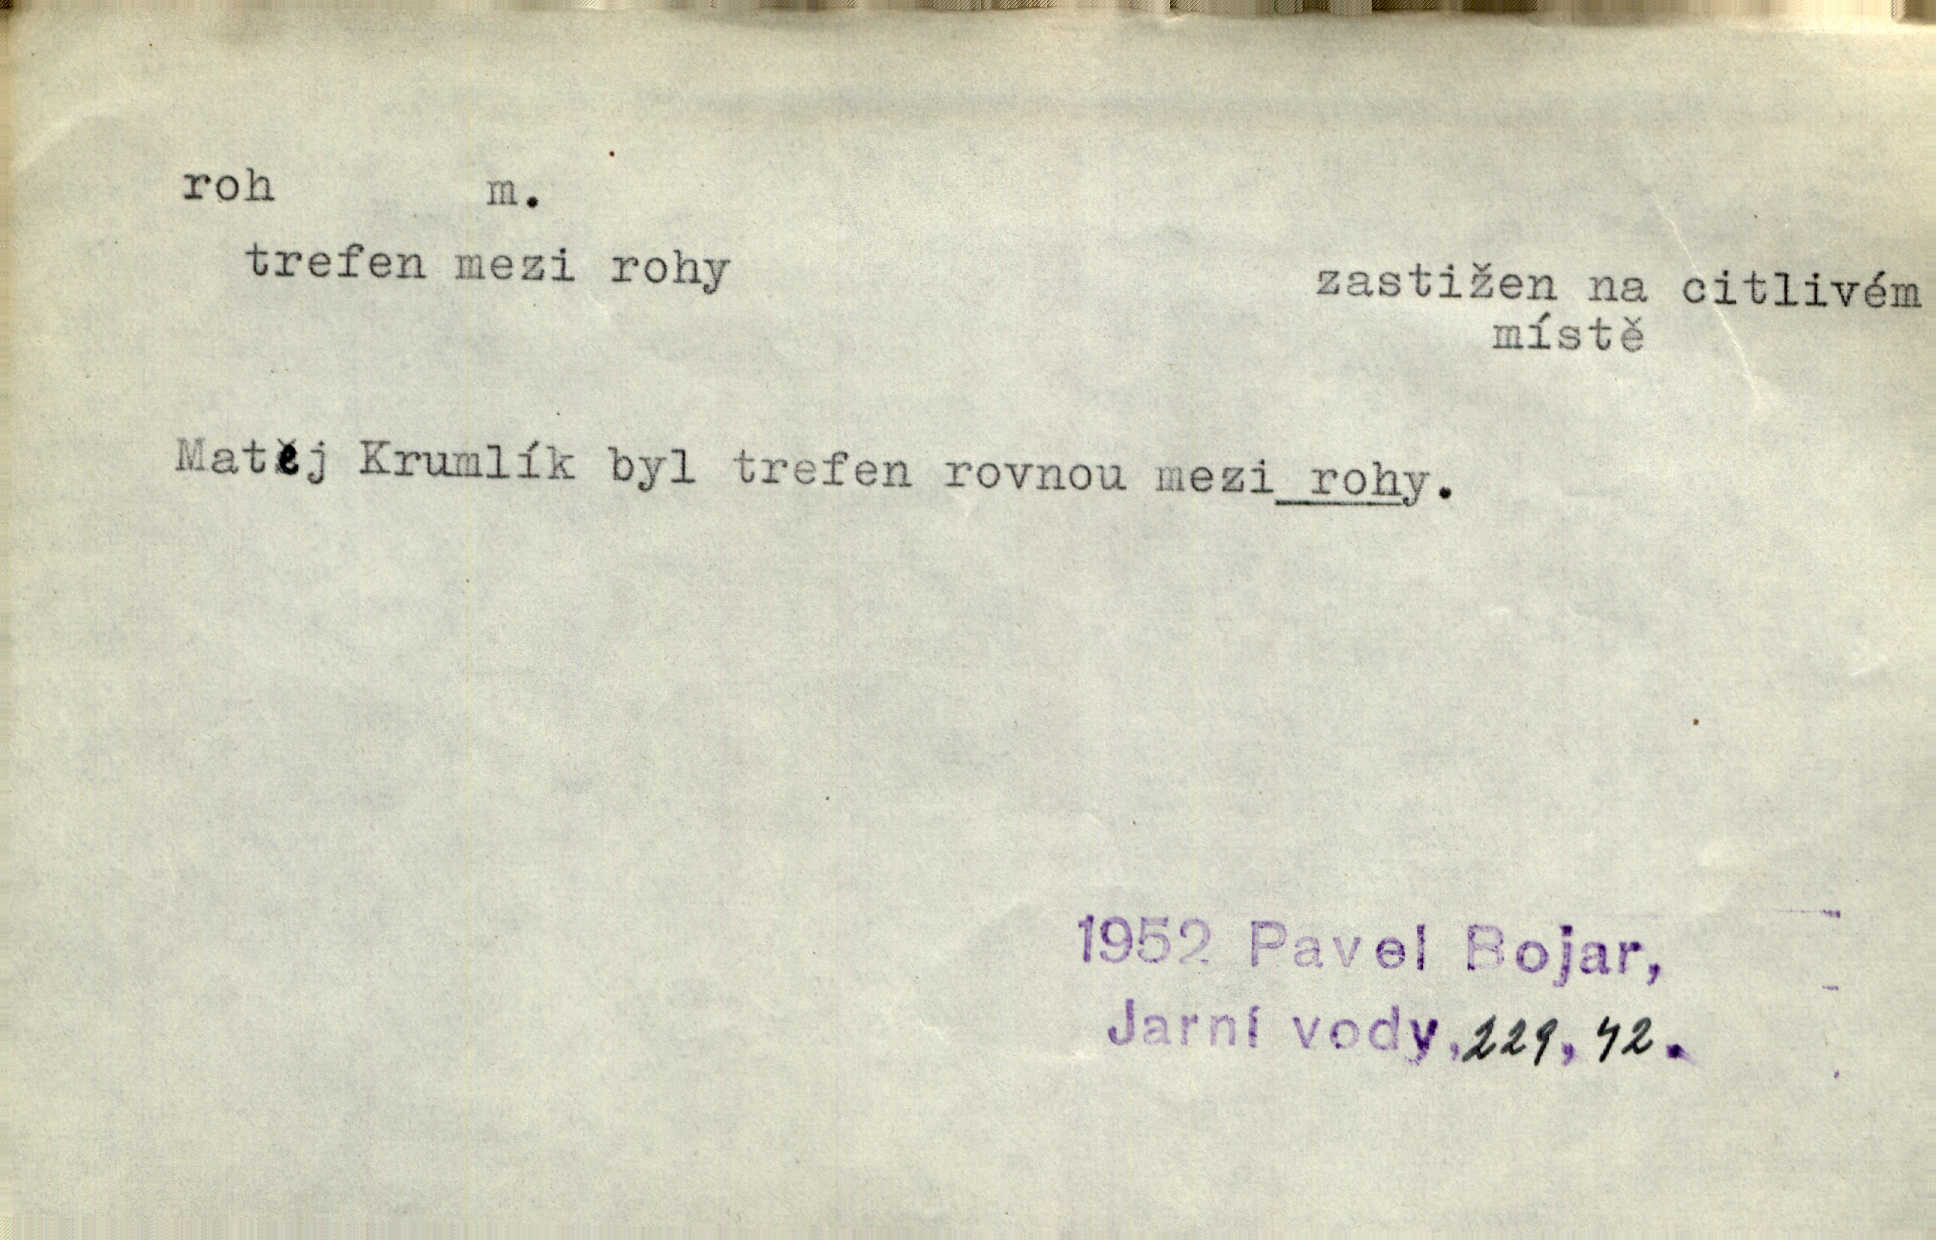 roh m.
trefen mezi rohy
zastižen na citlivém
místě
Matěj Krumlík byl trefen rovnou mezi rohy.
1952 Pavel Bojar,
Jarní vody, 229, 42.